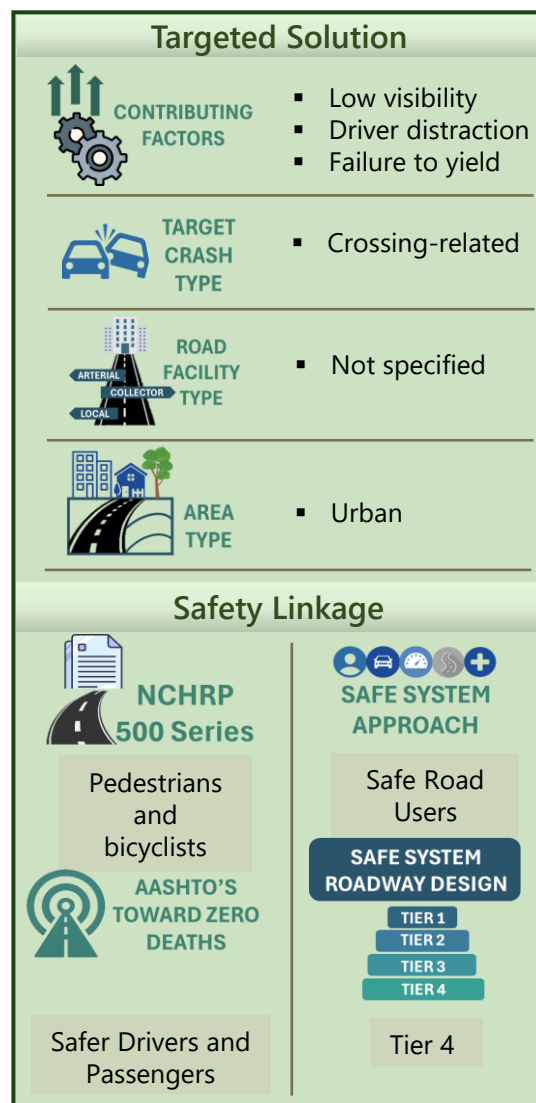 Targeted Solution
CONTRIBUTING
FACTORS
▪ Low visibility
▪ Driver distraction
▪ Failure to yield
TARGET
CRASH
TYPE
▪ Crossing-related
ROAD
FACILITY
TYPE
ARTERIAL
COLLECTOR
LOCAL
▪ Not specified
AREA
TYPE
▪ Urban
Safety Linkage
NCHRP
500 Series
Pedestrians
and
bicyclists
AASHTO'S
TOWARD ZERO
DEATHS
Safer Drivers and
Passengers
SAFE SYSTEM
APPROACH
Safe Road
Users
SAFE SYSTEM
ROADWAY DESIGN
TIER 1
TIER 2
TIER 3
TIER 4
Tier 4